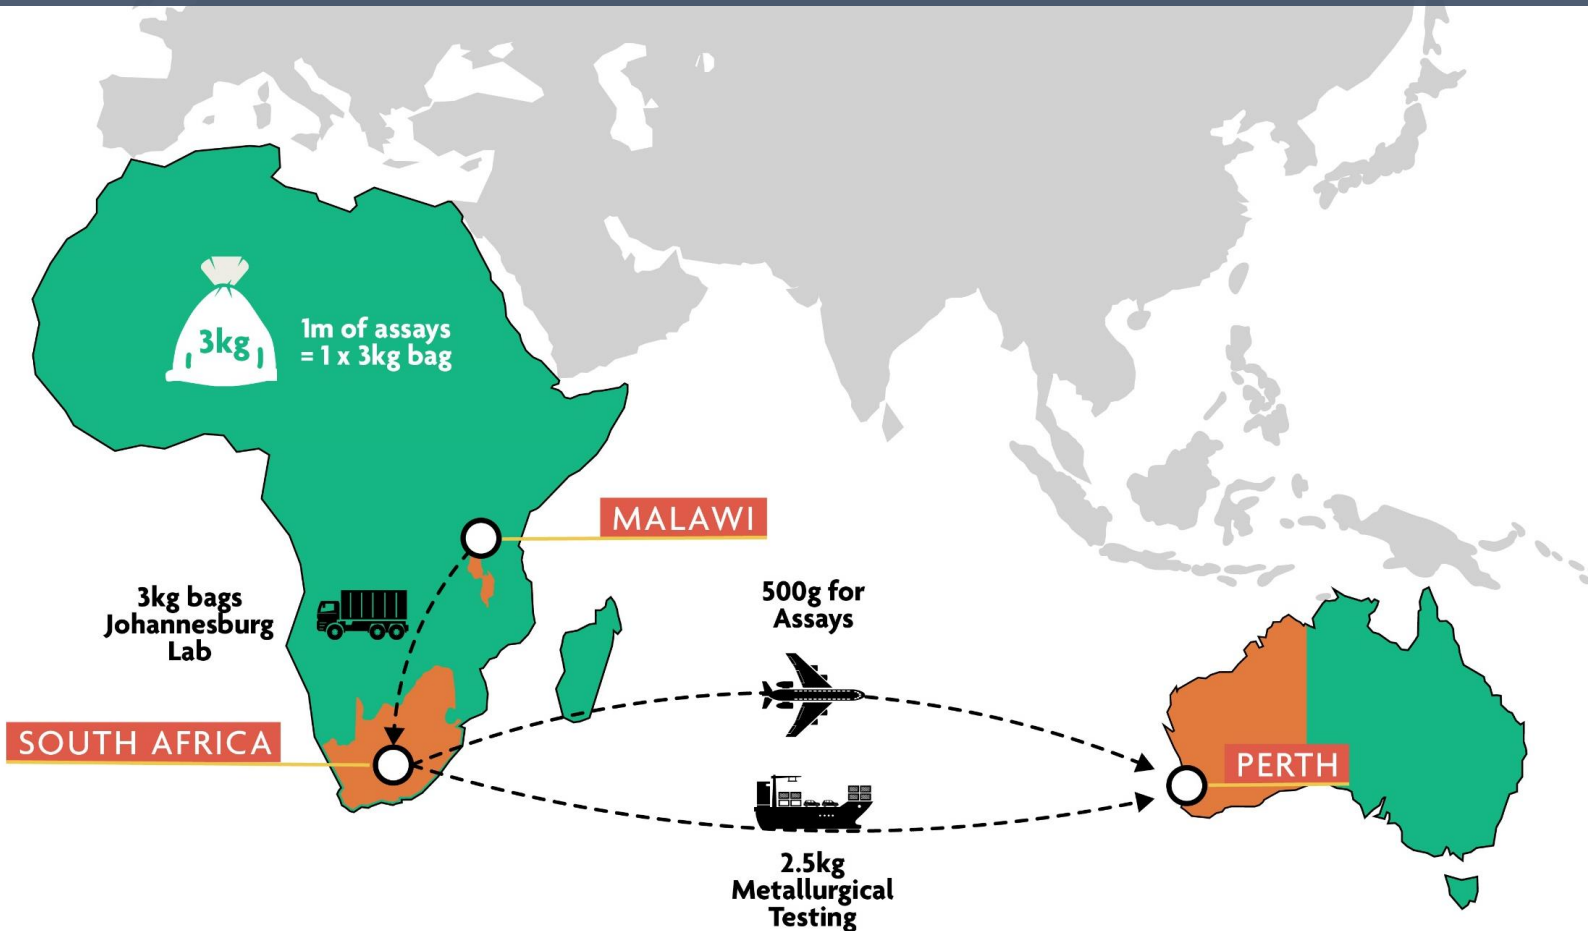 3kg
1m of assays
= 1 x 3kg bag
MALAWI
3kg bags
Johannesburg
Lab
500g for
Assays
SOUTH AFRICA
PERTH
2.5kg
Metallurgical
Testing